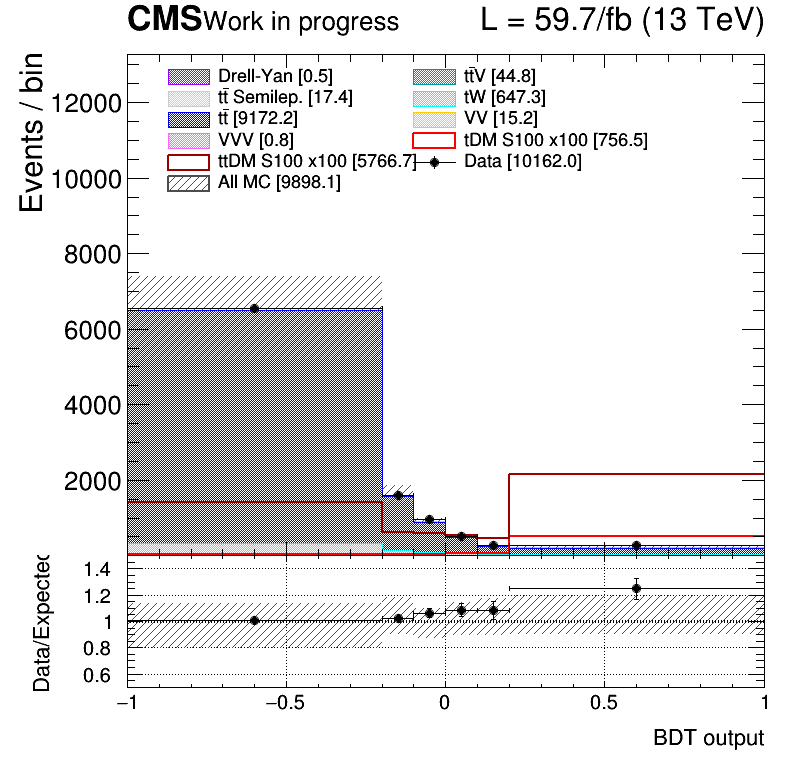 CMS Work in progress L = 59.7/fb (13 TeV)
Events / bin
Drell-Yan [0.5] tt̄V [44.8]
tt̄ Semilep. [17.4] tW [647.3]
tt̄ [9172.2] VV [15.2]
VVV [0.8] tDM S100 x100 [756.5]
ttDM S100 x100 [5766.7] Data [10162.0]
All MC [9898.1]
12000
10000
8000
6000
4000
2000
Data/Expected
1.4
1.2
1
0.8
0.6
−1 −0.5 0 0.5 1
BDT output